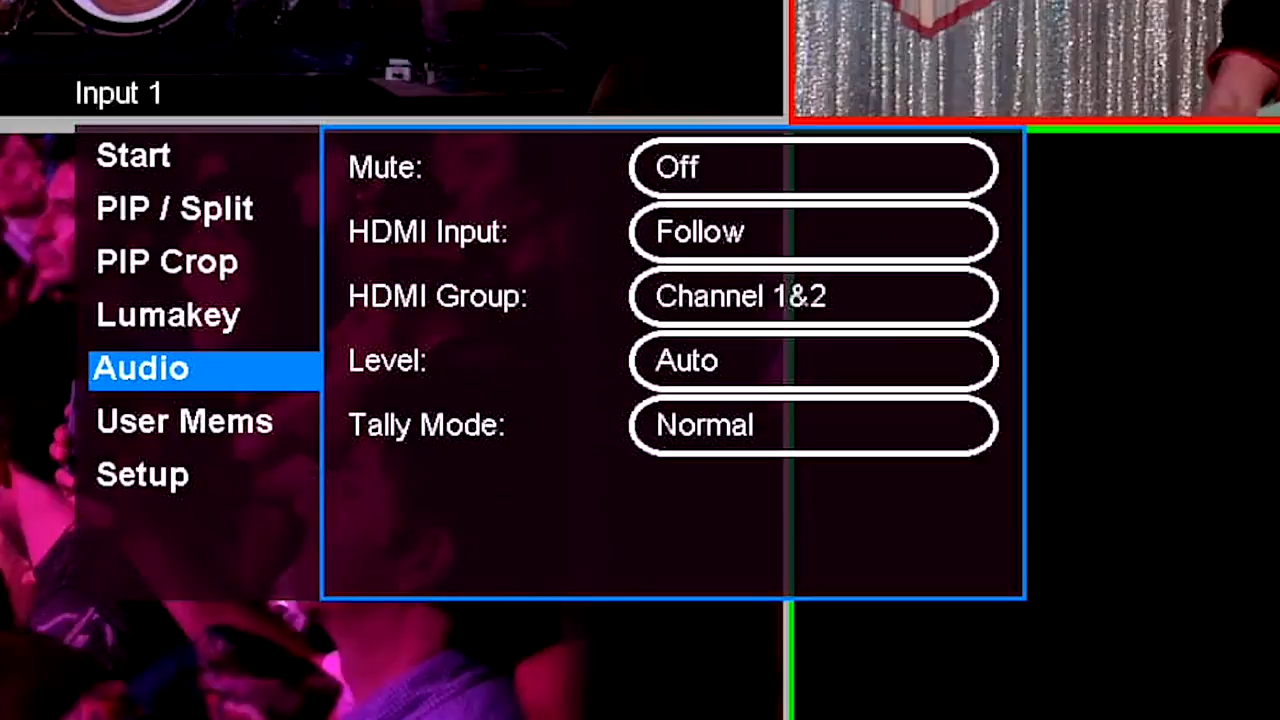 Input 1
Start
PIP / Split
PIP Crop
Lumakey
Audio
User Mems
Setup
Mute: Off
HDMI Input: Follow
HDMI Group: Channel 1&2
Level: Auto
Tally Mode: Normal